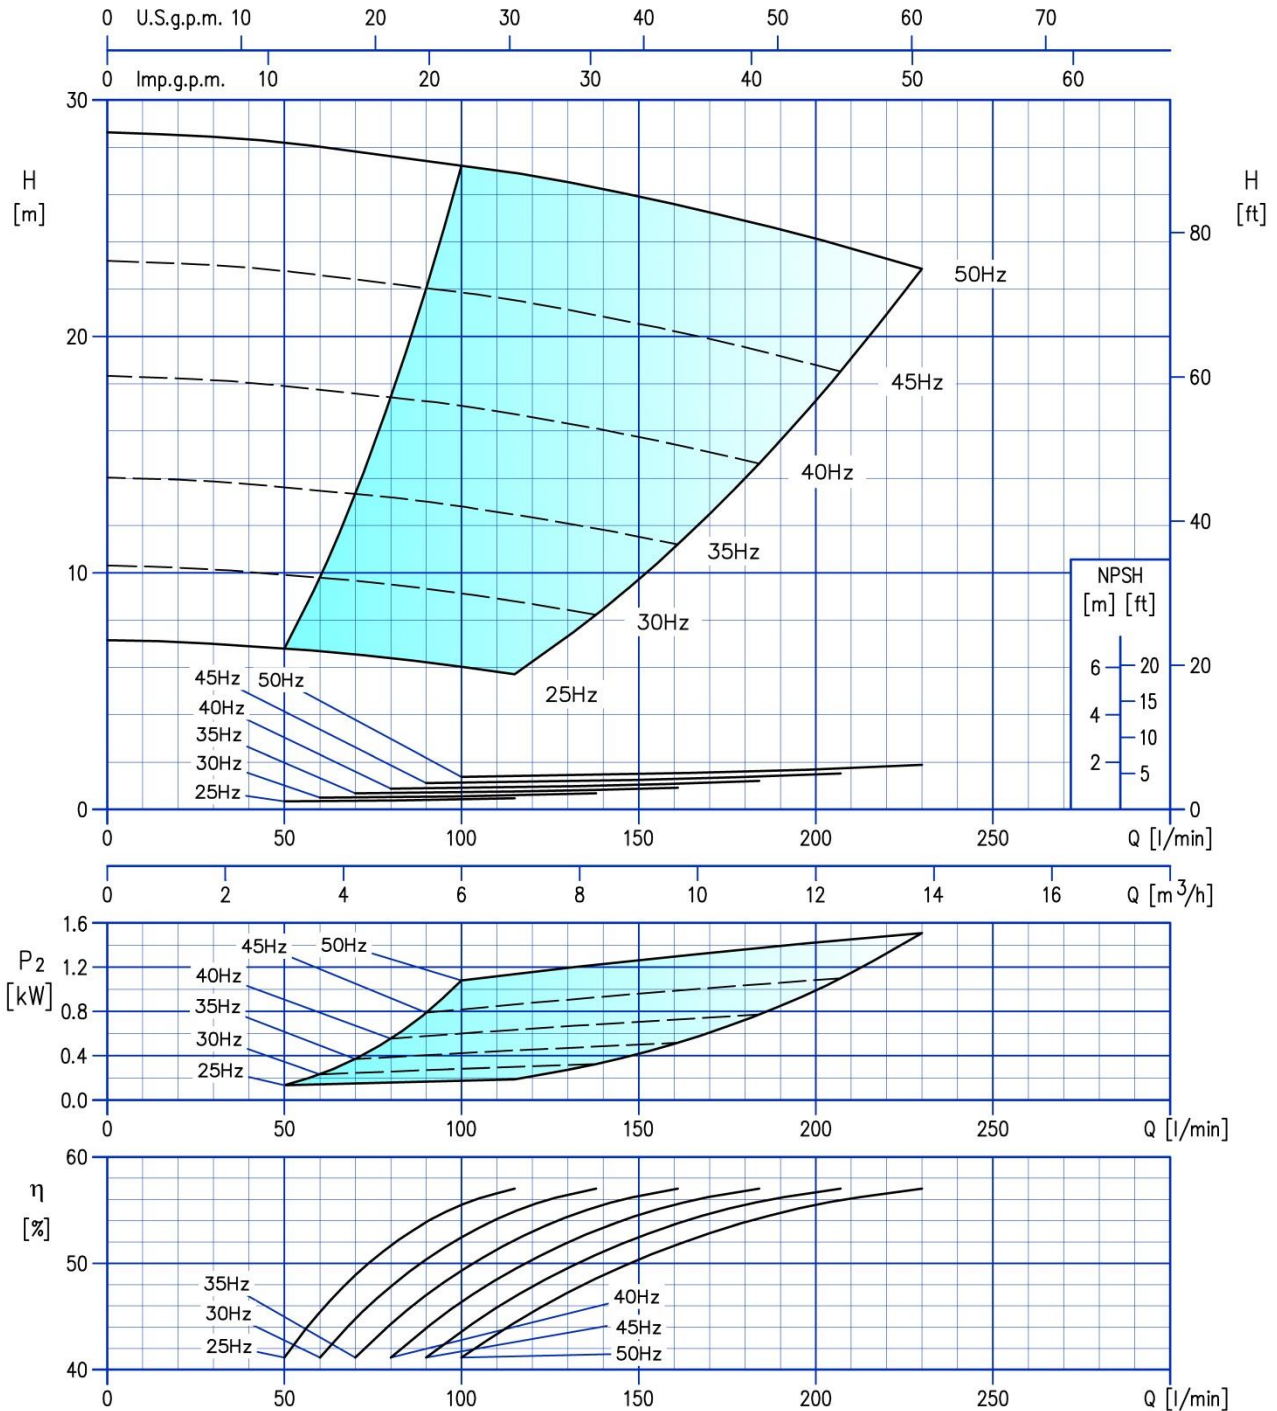 0 U.S.g.p.m. 10 20 30 40 50 60 70
0 Imp.g.p.m. 10 20 30 40 50 60
30
H
[m]
H
[ft]
80
50Hz
20
60
45Hz
40Hz
40
35Hz
10
NPSH
[m] [ft]
30Hz
6 20
20
45Hz 50Hz
25Hz
15
40Hz
4
35Hz
10
30Hz
2
5
25Hz
0
0
0 50 100 150 200 250 Q [l/min]
0 2 4 6 8 10 12 14 16 Q [m³/h]
1.6
45Hz 50Hz
P2
[kW]
1.2
40Hz
0.8
35Hz
30Hz
0.4
25Hz
0.0
0 50 100 150 200 250 Q [l/min]
60
η
[%]
50
35Hz
40Hz
30Hz
45Hz
25Hz
50Hz
40
0 50 100 150 200 250 Q [l/min]